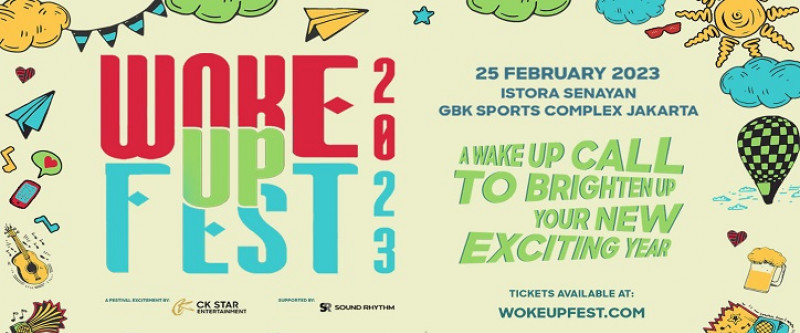 WOKE
UP
FEST
2023
25 FEBRUARY 2023
ISTORA SENAYAN
GBK SPORTS COMPLEX JAKARTA
A WAKE UP CALL
TO BRIGHTEN UP
YOUR NEW
EXCITING YEAR
A FESTIVAL EXCITEMENT BY:
CK STAR
ENTERTAINMENT
SUPPORTED BY:
SR SOUND RHYTHM
TICKETS AVAILABLE AT:
WOKEUPFEST.COM